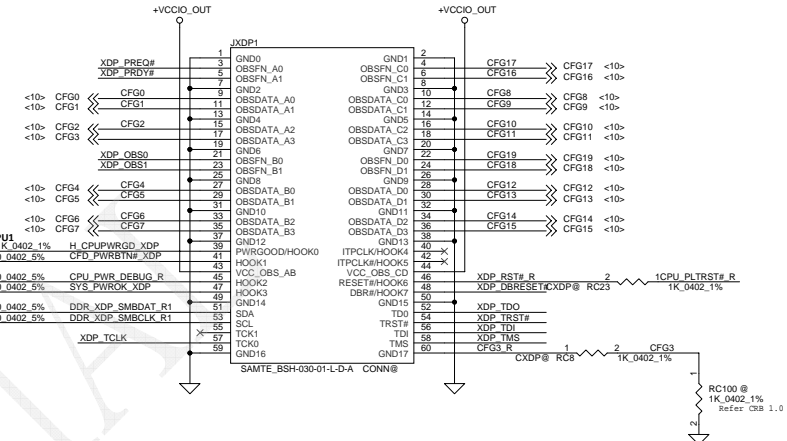 +VCCIO_OUT +VCCIO_OUT
JXDP1
1 GND0 GND1 2
XDP_PREQ# 3 OBSFN_A0 OBSFN_C0 4 CFG17 CFG17 <10>
XDP_PRDY# 5 OBSFN_A1 OBSFN_C1 6 CFG16 CFG16 <10>
7 GND2 GND3 8
<10> CFG0 CFG0 9 OBSDATA_A0 OBSDATA_C0 10 CFG8 CFG8 <10>
<10> CFG1 CFG1 11 OBSDATA_A1 OBSDATA_C1 12 CFG9 CFG9 <10>
13 GND4 GND5 14
<10> CFG2 CFG2 15 OBSDATA_A2 OBSDATA_C2 16 CFG10 CFG10 <10>
<10> CFG3 17 OBSDATA_A3 OBSDATA_C3 18 CFG11 CFG11 <10>
19 GND6 GND7 20
XDP_OBS0 21 OBSFN_B0 OBSFN_D0 22 CFG19 CFG19 <10>
XDP_OBS1 23 OBSFN_B1 OBSFN_D1 24 CFG18 CFG18 <10>
25 GND8 GND9 26
<10> CFG4 CFG4 27 OBSDATA_B0 OBSDATA_D0 28 CFG12 CFG12 <10>
<10> CFG5 CFG5 29 OBSDATA_B1 OBSDATA_D1 30 CFG13 CFG13 <10>
31 GND10 GND11 32
<10> CFG6 CFG6 33 OBSDATA_B2 OBSDATA_D2 34 CFG14 CFG14 <10>
<10> CFG7 CFG7 35 OBSDATA_B3 OBSDATA_D3 36 CFG15 CFG15 <10>
37 GND12 GND13 38
K_0402_1% H_CPUPWRGD_XDP 39 PWRGOOD/HOOK0 ITPCLK/HOOK4 40
0_0402_5% CFD_PWRBTN#_XDP 41 HOOK1 ITPCLK#/HOOK5 42
43 VCC_OBS_AB VCC_OBS_CD 44
0_0402_5% CPU_PWR_DEBUG_R 45 HOOK2 RESET#/HOOK6 46 XDP_RST#_R 2 1CPU_PLTRST#_R
0_0402_5% SYS_PWROK_XDP 47 HOOK3 DBR#/HOOK7 48 XDP_DBRESET# CXDP@ RC23 1K_0402_1%
49 GND14 GND15 50
0_0402_5% DDR_XDP_SMBDAT_R1 51 SDA TD0 52 XDP_TDO
0_0402_5% DDR_XDP_SMBCLK_R1 53 SCL TRST# 54 XDP_TRST#
55 TCK1 TDI 56 XDP_TDI
XDP_TCLK 57 TCK0 TMS 58 XDP_TMS
59 GND16 GND17 60 CFG3_R 1 2 CFG3
CXDP@ RC8 1K_0402_1%
SAMTE_BSH-030-01-L-D-A CONN@
1
RC100 @
1K_0402_1%
Refer CRB 1.0
2